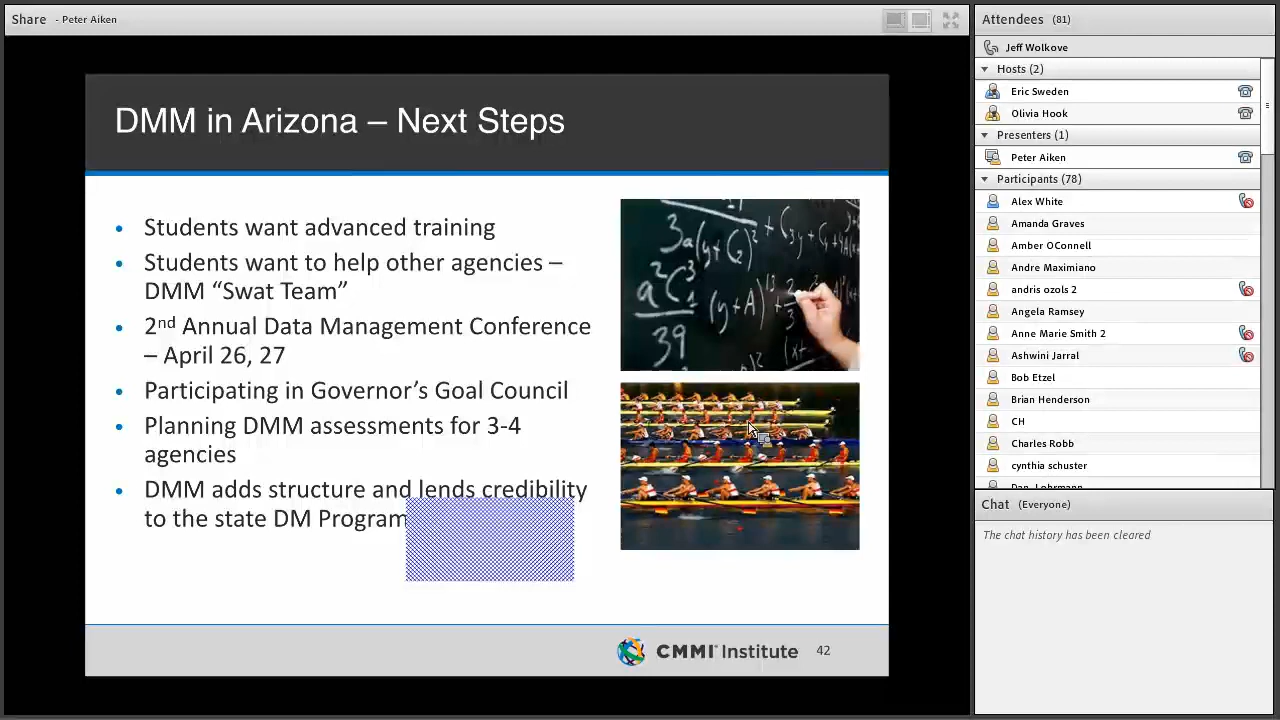 Share - Peter Aiken
DMM in Arizona – Next Steps
• Students want advanced training
• Students want to help other agencies –
DMM “Swat Team”
• 2nd Annual Data Management Conference
– April 26, 27
• Participating in Governor’s Goal Council
• Planning DMM assessments for 3-4
agencies
• DMM adds structure and lends credibility
to the state DM Program
3a(y+C2)2
39
CMMI Institute 42
Attendees (81)
Jeff Wolkove
Hosts (2)
Eric Sweden
Olivia Hook
Presenters (1)
Peter Aiken
Participants (78)
Alex White
Amanda Graves
Amber OConnell
Andre Maximiano
andris ozols 2
Angela Ramsey
Anne Marie Smith 2
Ashwini Jarral
Bob Etzel
Brian Henderson
CH
Charles Robb
cynthia schuster
Chat (Everyone)
The chat history has been cleared